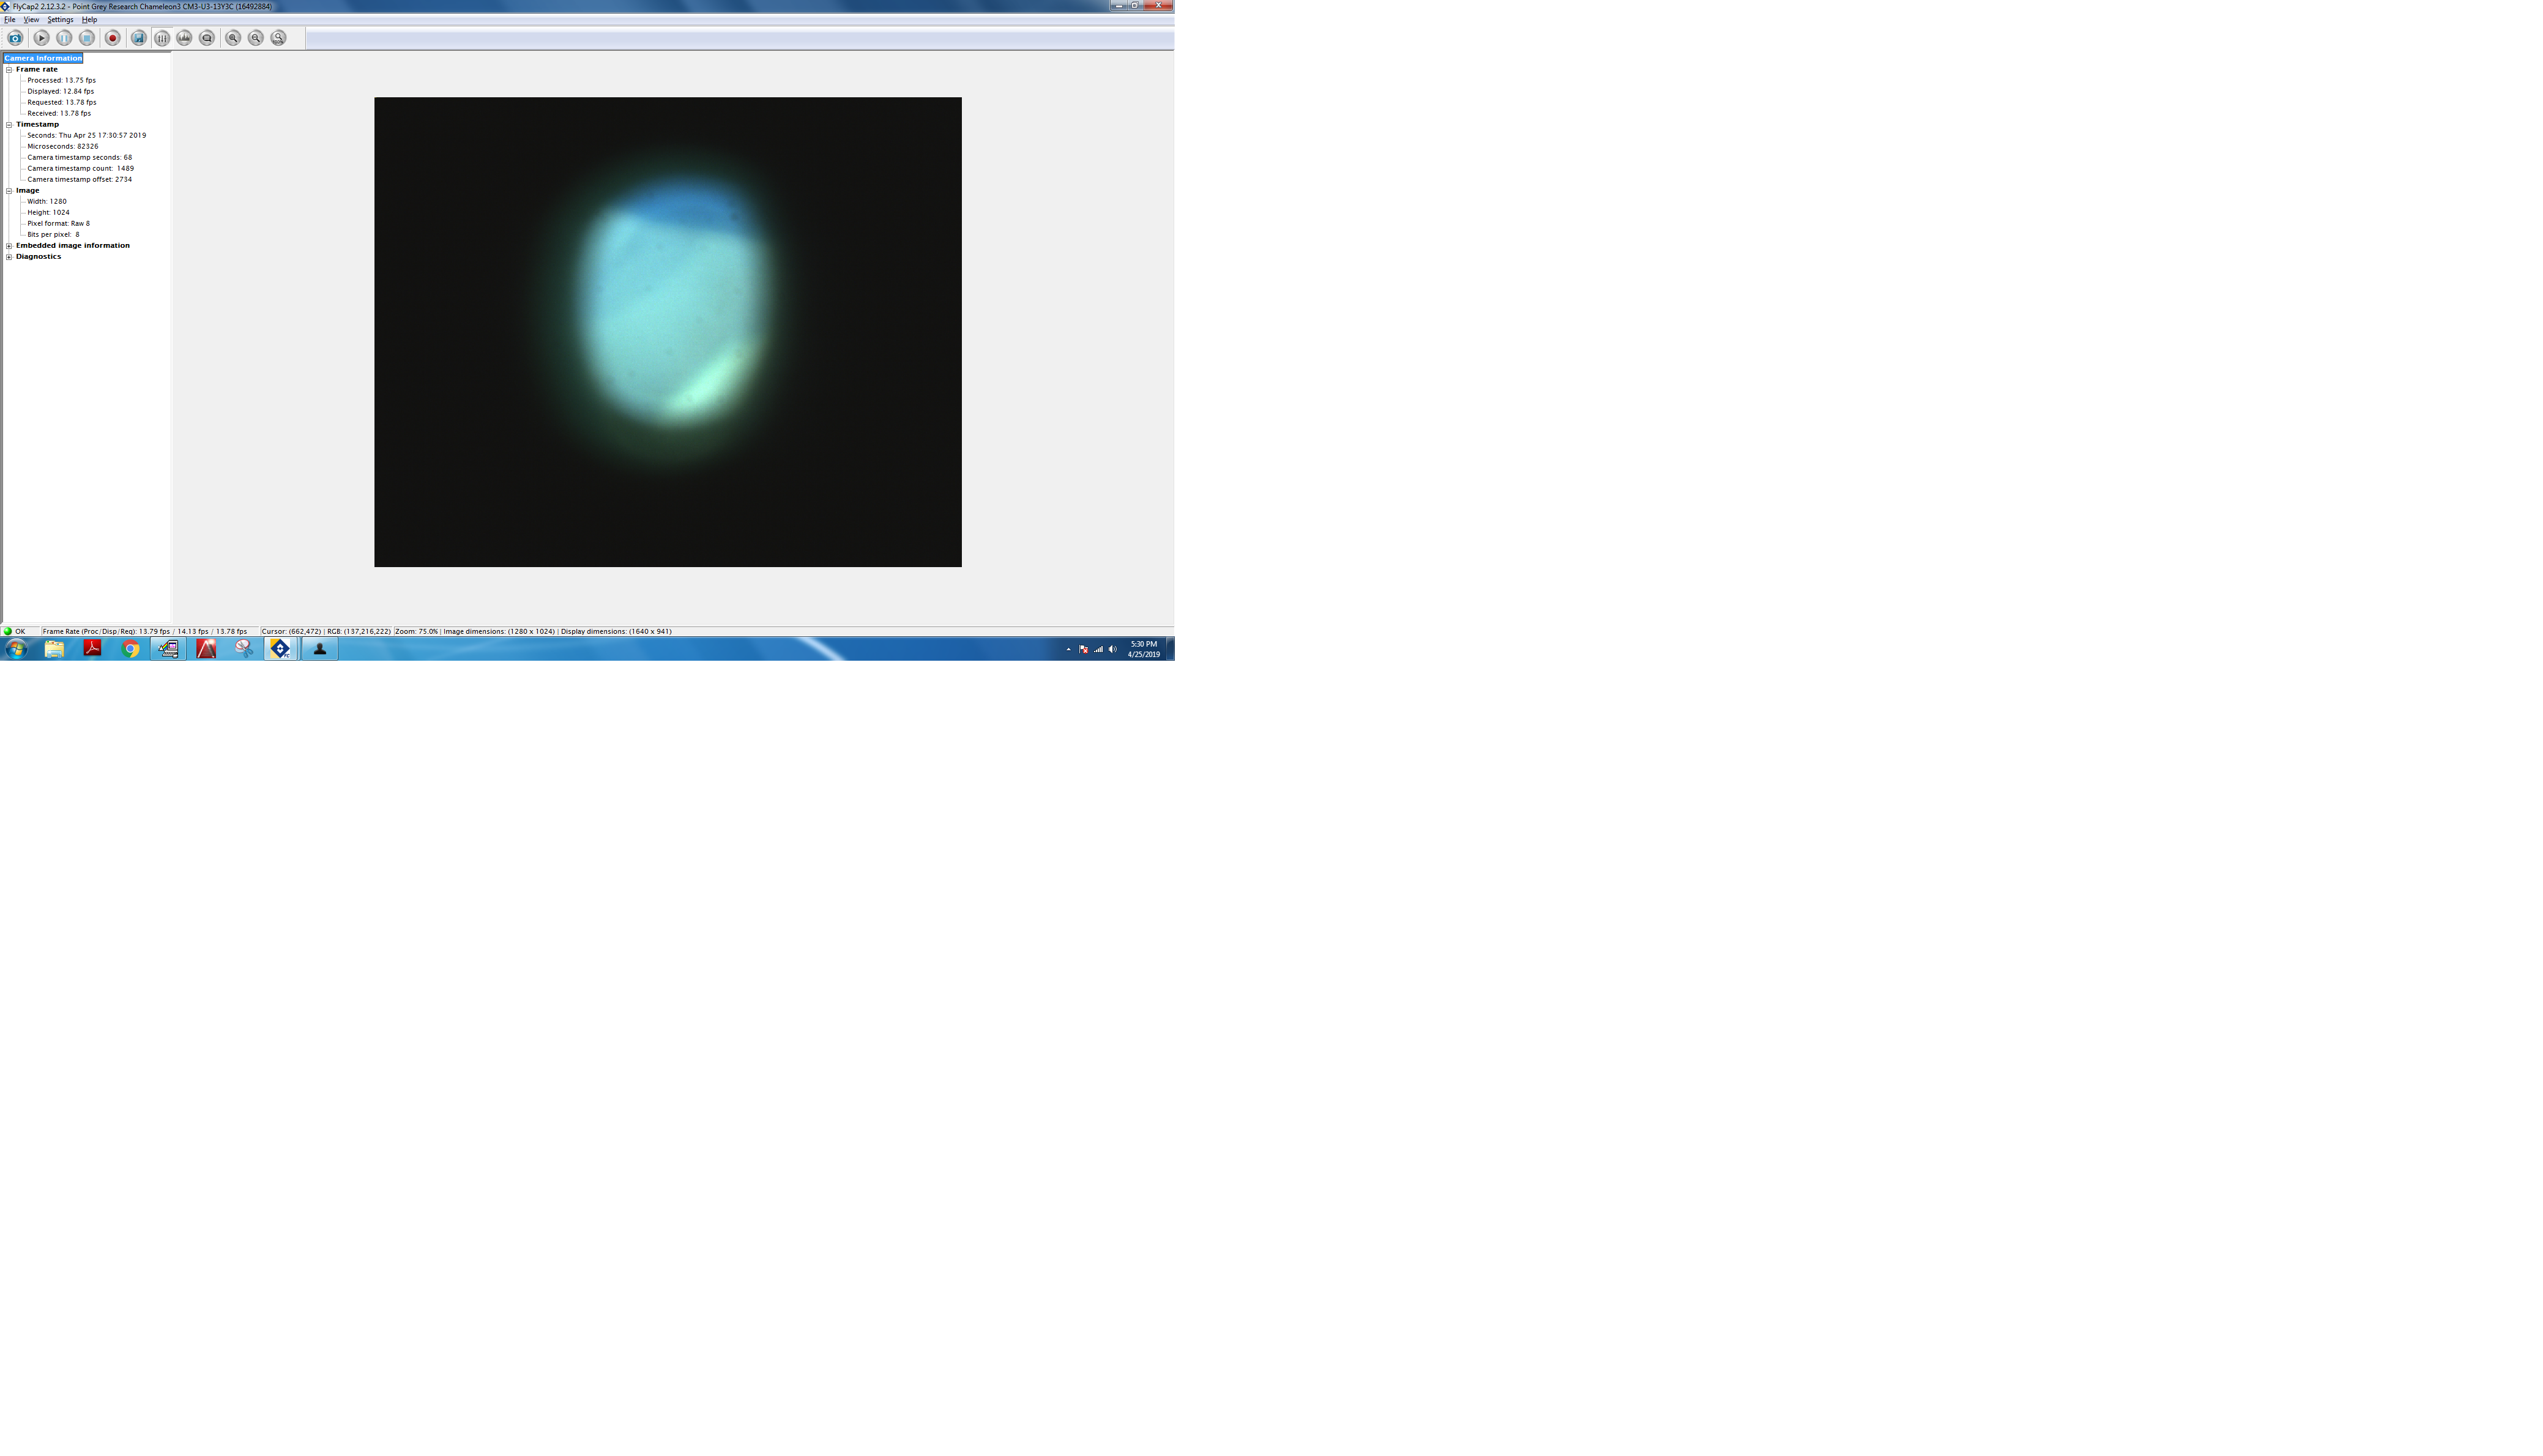 FlyCap2 2.12.3.2 - Point Grey Research Chameleon3 CM3-U3-13Y3C (16492884)
File View Settings Help
Camera Information
Frame rate
Processed: 13.75 fps
Displayed: 12.84 fps
Requested: 13.78 fps
Received: 13.78 fps
Timestamp
Seconds: Thu Apr 25 17:30:57 2019
Microseconds: 82326
Camera timestamp seconds: 68
Camera timestamp count: 1489
Camera timestamp offset: 2734
Image
Width: 1280
Height: 1024
Pixel format: Raw 8
Bits per pixel: 8
Embedded image information
Diagnostics
OK Frame Rate (Proc/Disp/Req): 13.79 fps / 14.13 fps / 13.78 fps Cursor: (662,472) | RGB: (137,216,222) Zoom: 75.0% | Image dimensions: (1280 x 1024) | Display dimensions: (1640 x 941)
5:30 PM
4/25/2019